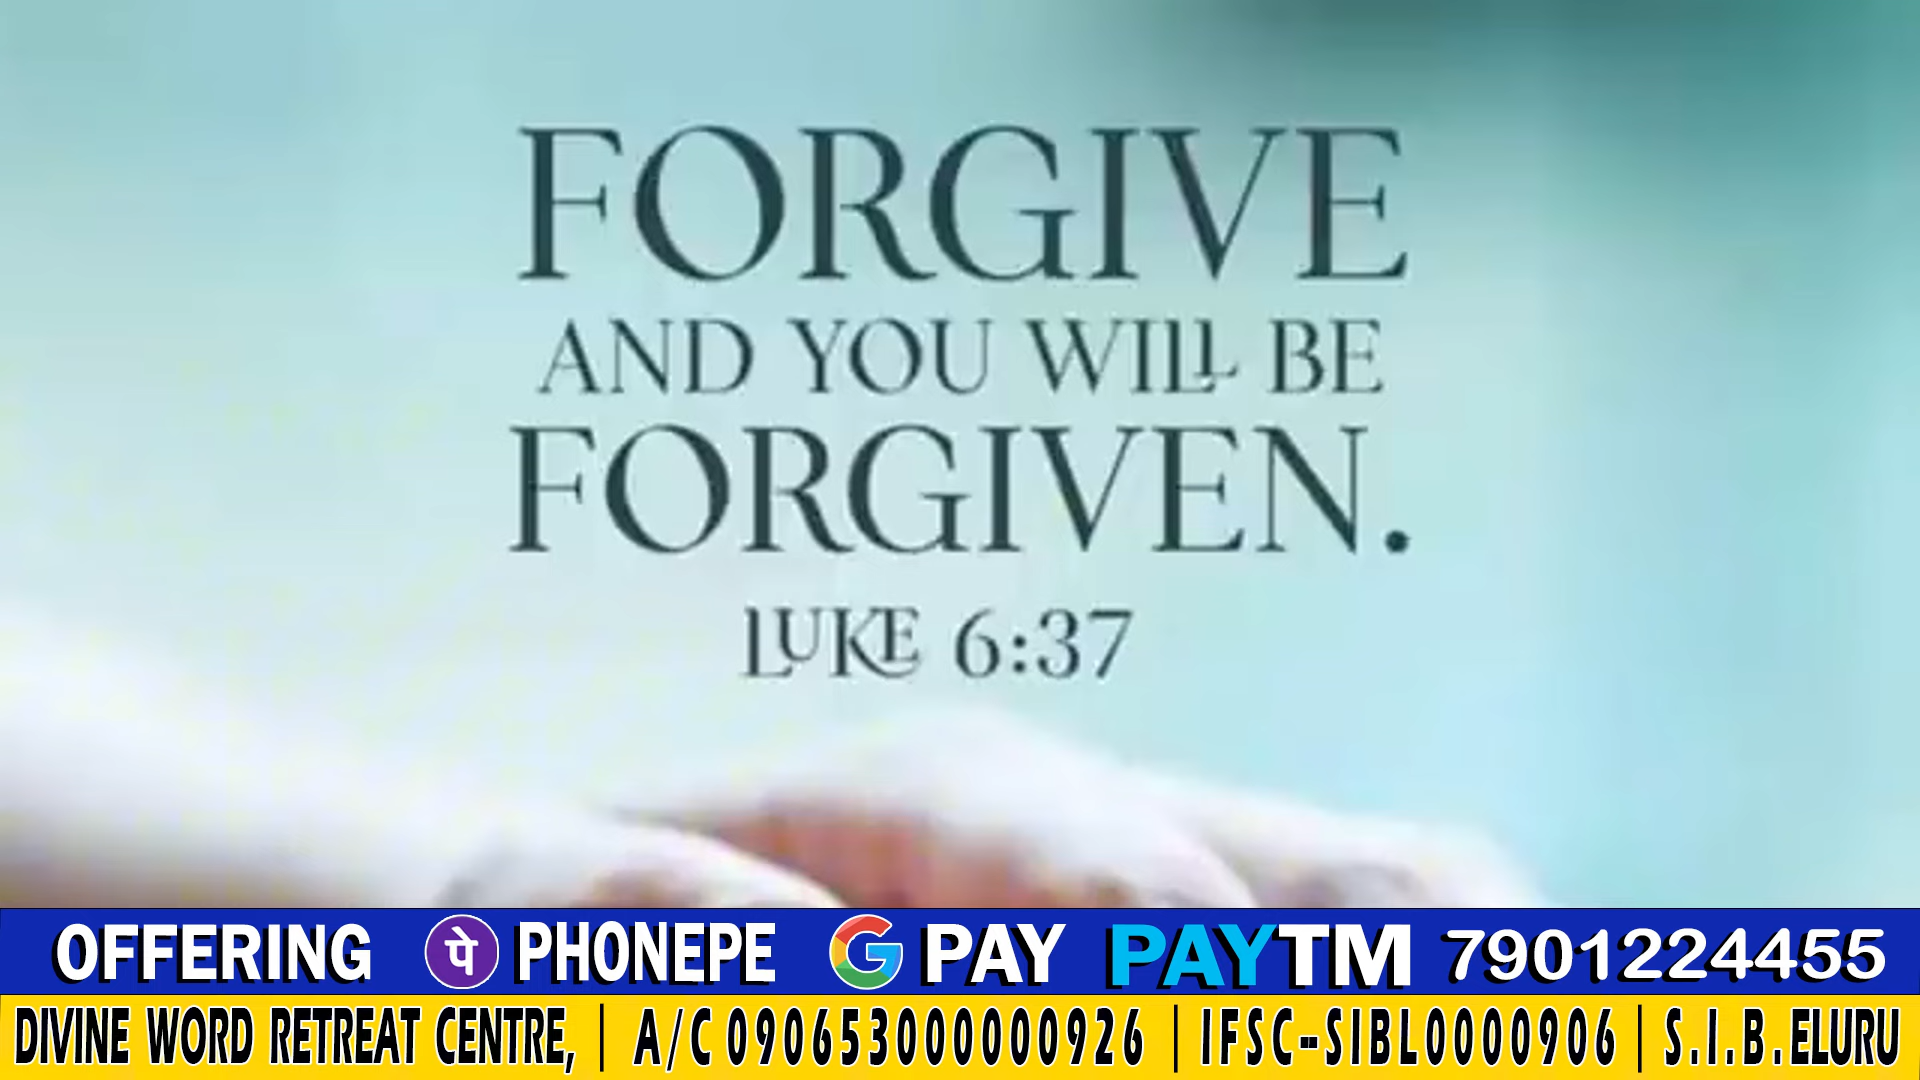 FORGIVE
AND YOU WILL BE
FORGIVEN.
LUKE 6:37
OFFERING पे PHONEPE G PAY PAYTM 7901224455
DIVINE WORD RETREAT CENTRE, | A/C 090653000000926 | IFSC--SIBL0000906 | S.I.B.ELURU